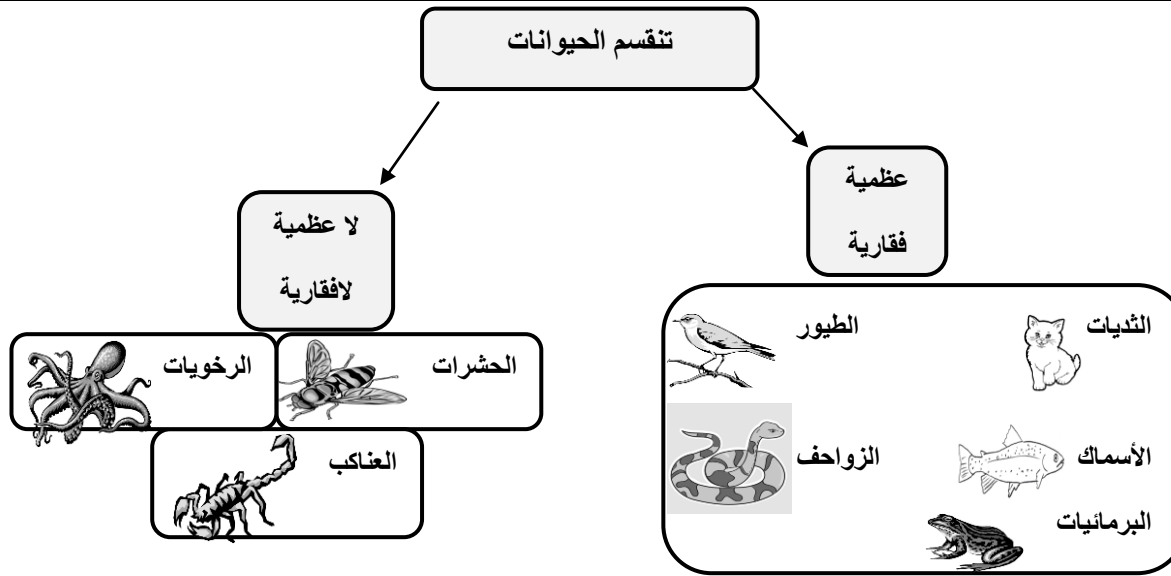 تنقسم الحيوانات
عظمية
فقارية
لا عظمية
لافقارية
الثديات
الطيور
الأسماك
الزواحف
البرمائيات
الحشرات
الرخويات
العناكب